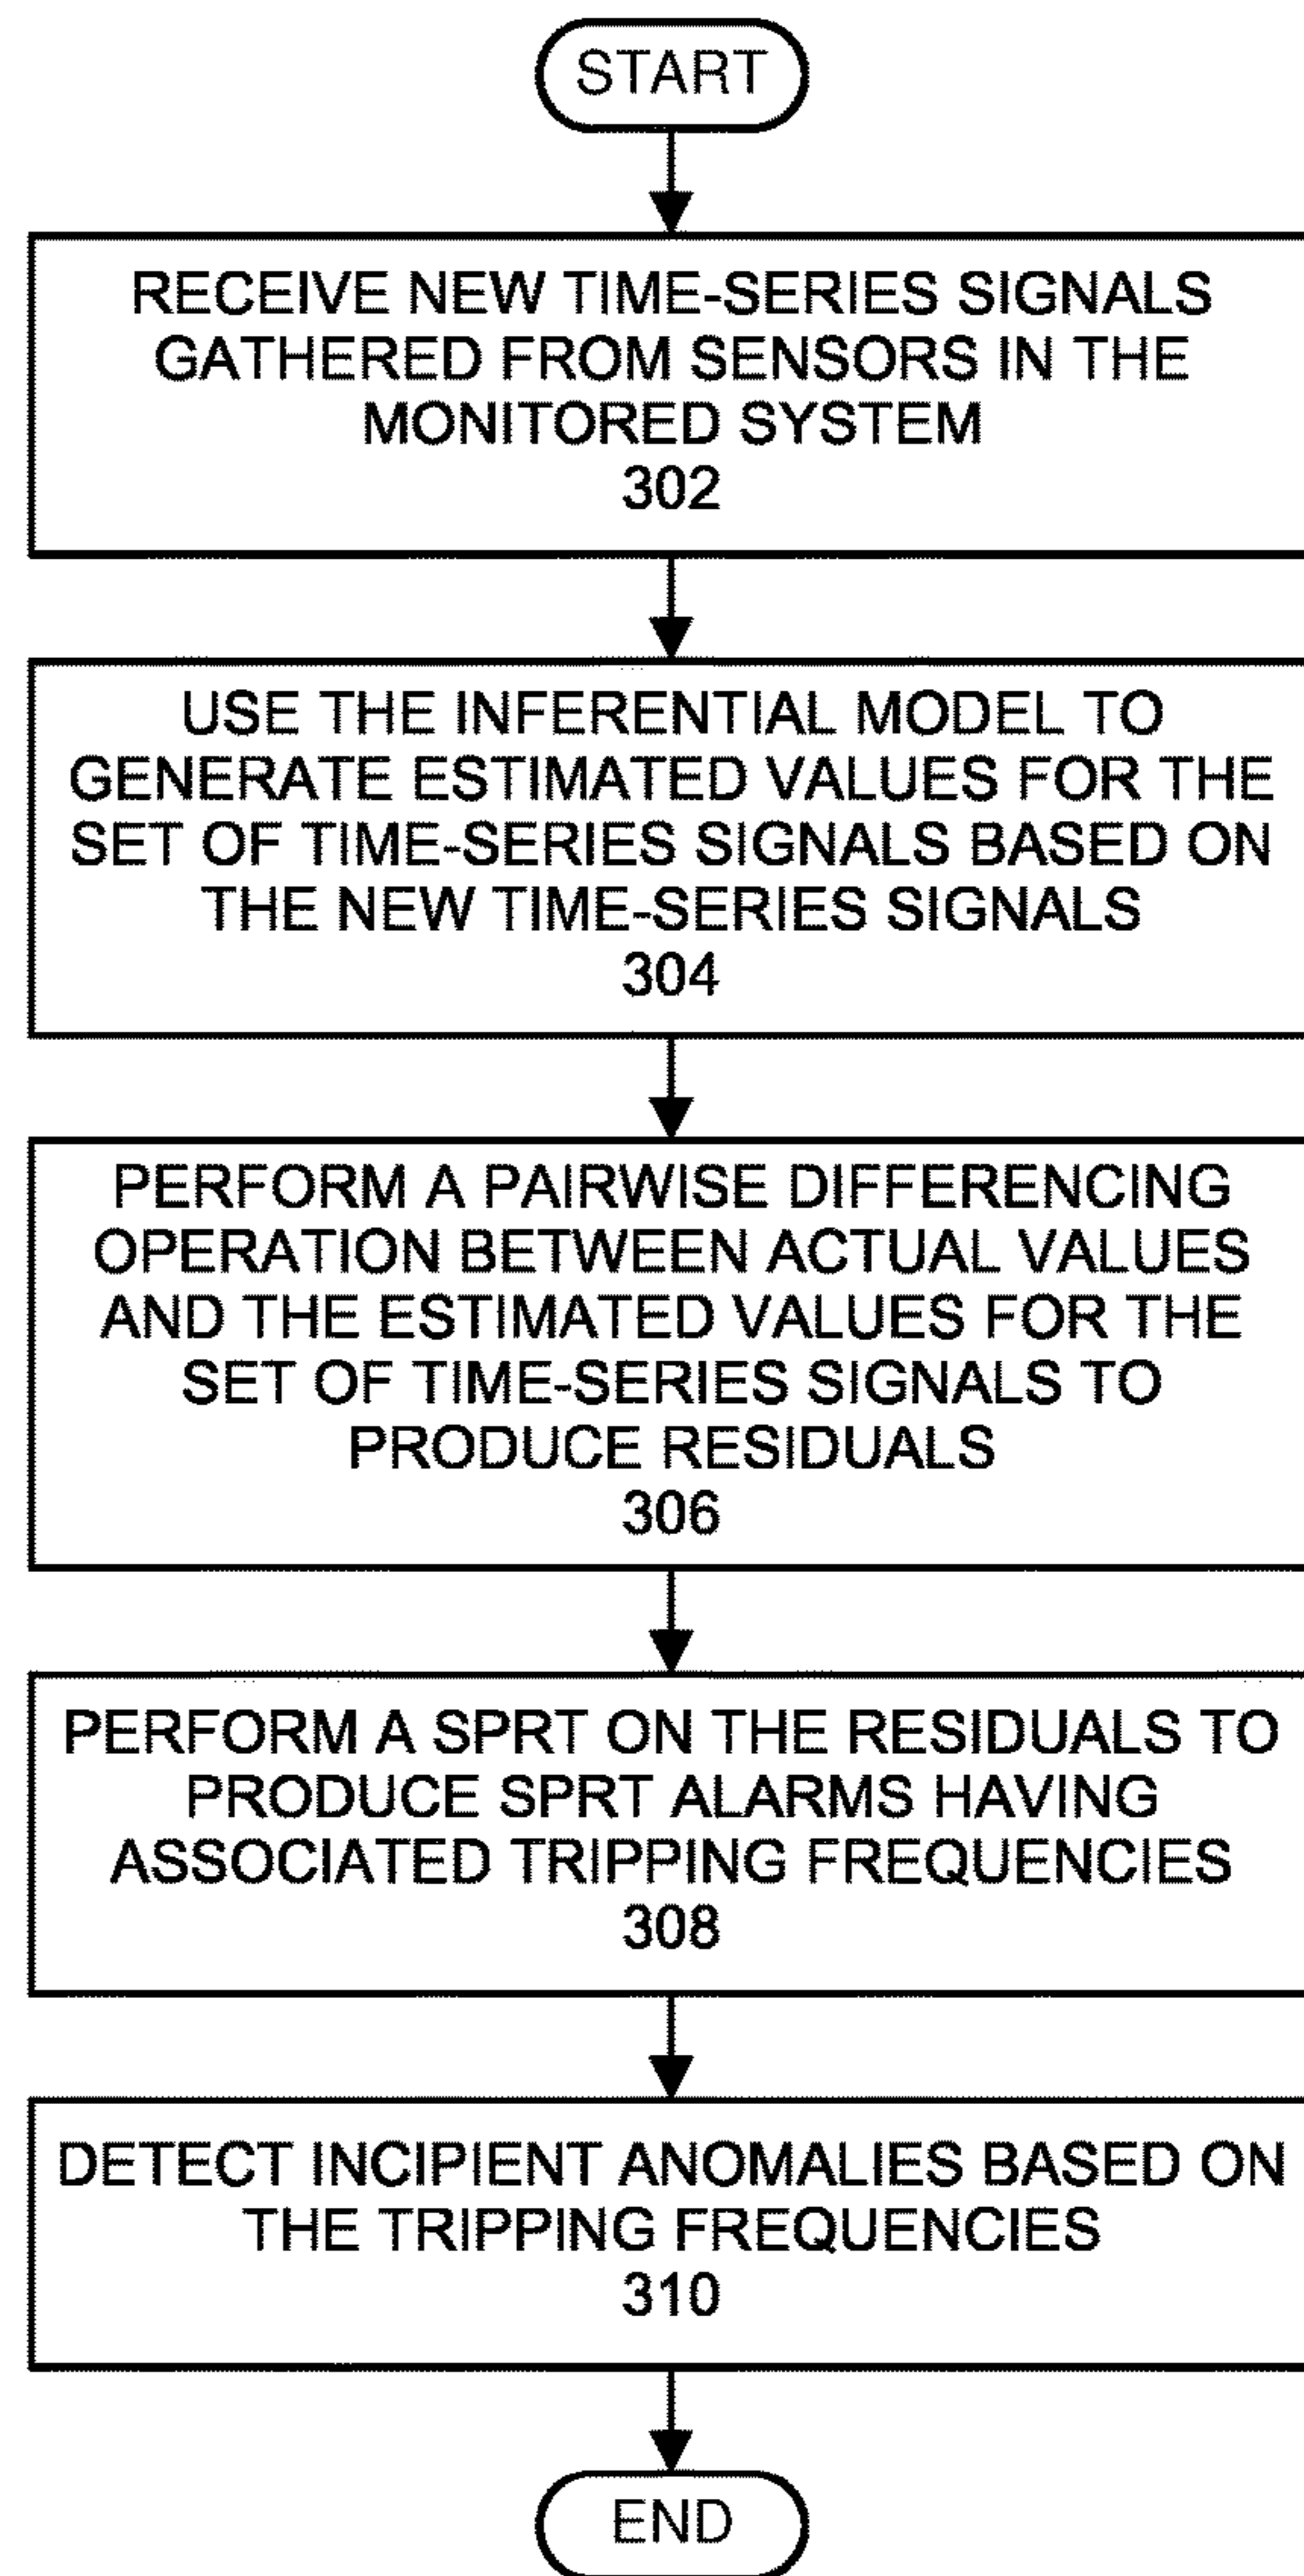 START
RECEIVE NEW TIME-SERIES SIGNALS
GATHERED FROM SENSORS IN THE
MONITORED SYSTEM
302
USE THE INFERENTIAL MODEL TO
GENERATE ESTIMATED VALUES FOR THE
SET OF TIME-SERIES SIGNALS BASED ON
THE NEW TIME-SERIES SIGNALS
304
PERFORM A PAIRWISE DIFFERENCING
OPERATION BETWEEN ACTUAL VALUES
AND THE ESTIMATED VALUES FOR THE
SET OF TIME-SERIES SIGNALS TO
PRODUCE RESIDUALS
306
PERFORM A SPRT ON THE RESIDUALS TO
PRODUCE SPRT ALARMS HAVING
ASSOCIATED TRIPPING FREQUENCIES
308
DETECT INCIPIENT ANOMALIES BASED ON
THE TRIPPING FREQUENCIES
310
END